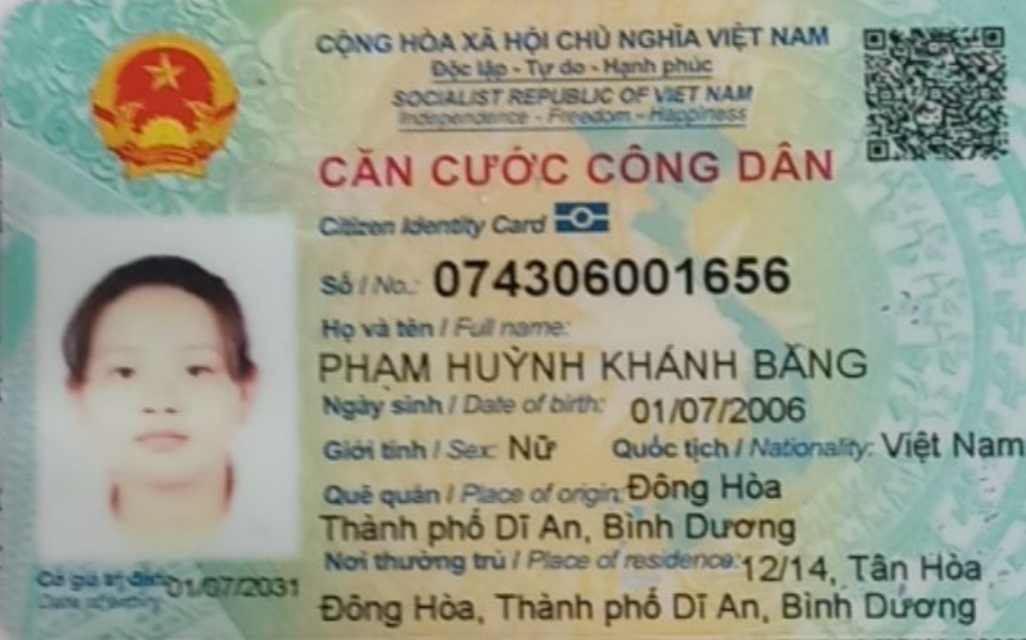 CỘNG HÒA XÃ HỘI CHỦ NGHĨA VIỆT NAM
Độc lập - Tự do - Hạnh phúc
SOCIALIST REPUBLIC OF VIET NAM
Independence - Freedom - Happiness
CĂN CƯỚC CÔNG DÂN
Citizen Identity Card
Số / No.: 074306001656
Họ và tên / Full name:
PHẠM HUỲNH KHÁNH BĂNG
Ngày sinh / Date of birth: 01/07/2006
Giới tính / Sex: Nữ Quốc tịch / Nationality: Việt Nam
Quê quán / Place of origin: Đông Hòa
Thành phố Dĩ An, Bình Dương
Nơi thường trú / Place of residence: 12/14, Tân Hòa
Đông Hòa, Thành phố Dĩ An, Bình Dương
Có giá trị đến: 01/07/2031
Date of expiry